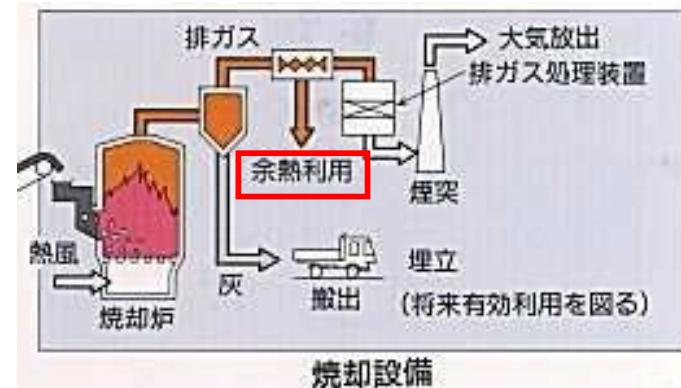 排ガス
大気放出
排ガス処理装置
余熱利用
煙突
熱風
焼却炉
灰
搬出
埋立
(将来有効利用を図る)
焼却設備